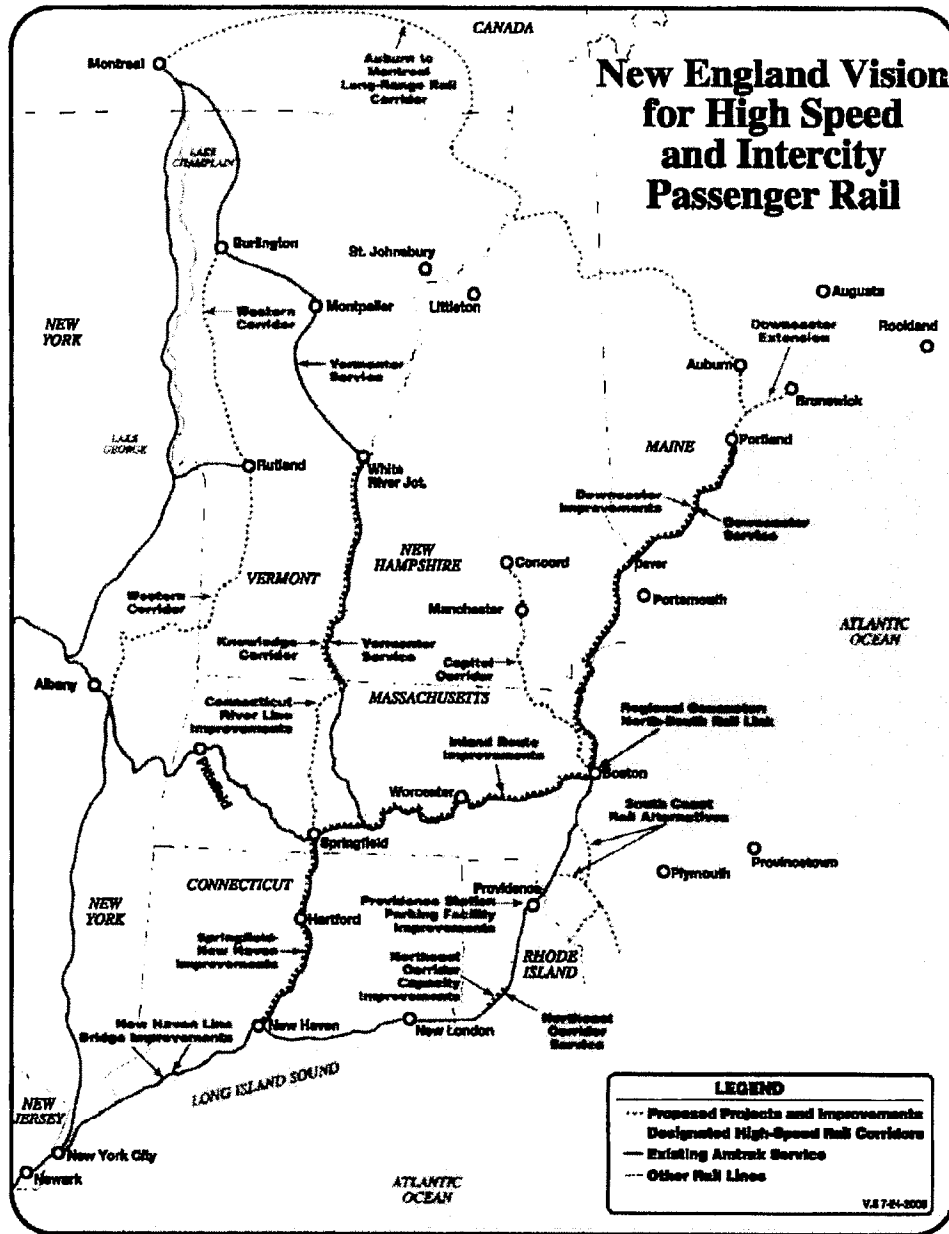 CANADA
Montreal
Auburn to
Montreal
Long-Range Rail
Corridor
New England Vision
for High Speed
and Intercity
Passenger Rail
LAKE
CHAMPLAIN
Burlington
St. Johnsbury
Littleton
Montpelier
Augusta
Rockland
NEW
YORK
Western
Corridor
Vermonter
Service
Downeaster
Extension
Auburn
Brunswick
LAKE
GEORGE
Rutland
White
River Jct.
MAINE
Portland
Downeaster
Improvements
Downeaster
Service
NEW
HAMPSHIRE
Concord
Dover
VERMONT
Western
Corridor
Manchester
Portsmouth
ATLANTIC
OCEAN
Knowledge
Corridor
Vermonter
Service
Capitol
Corridor
Albany
Connecticut
River Line
Improvements
MASSACHUSETTS
Regional Connector:
North-South Rail Link
Inland Route
Improvements
Pittsfield
Worcester
Boston
South Coast
Rail Alternatives
Springfield
Provincetown
Plymouth
CONNECTICUT
NEW
YORK
Providence
Providence Station
Parking Facility
Improvements
Hartford
Springfield-
New Haven
Improvements
Northeast
Corridor
Capacity
Improvements
RHODE
ISLAND
New Haven
New London
Northeast
Corridor
Service
New Haven Line
Bridge Improvements
LONG ISLAND SOUND
NEW
JERSEY
New York City
Newark
ATLANTIC
OCEAN
LEGEND
Proposed Projects and Improvements
Designated High-Speed Rail Corridors
Existing Amtrak Service
Other Rail Lines